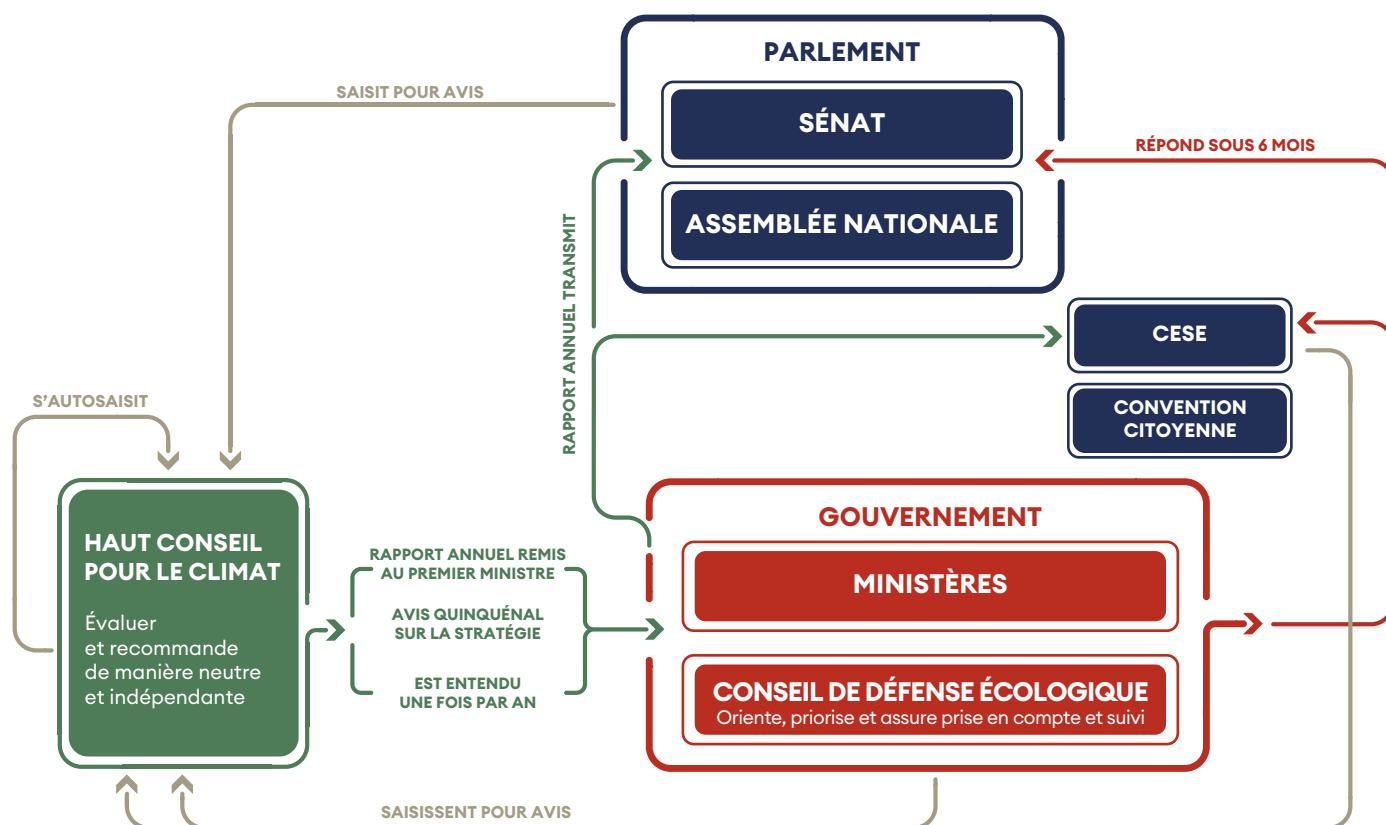 PARLEMENT
SAISIT POUR AVIS
SÉNAT
RÉPOND SOUS 6 MOIS
ASSEMBLÉE NATIONALE
RAPPORT ANNUEL TRANSMIT
CESE
S’AUTOSAISIT
CONVENTION
CITOYENNE
GOUVERNEMENT
HAUT CONSEIL
POUR LE CLIMAT
Évaluer
et recommande
de manière neutre
et indépendante
RAPPORT ANNUEL REMIS
AU PREMIER MINISTRE
AVIS QUINQUÉNAL
SUR LA STRATÉGIE
EST ENTENDU
UNE FOIS PAR AN
MINISTÈRES
CONSEIL DE DÉFENSE ÉCOLOGIQUE
Oriente, priorise et assure prise en compte et suivi
SAISISSENT POUR AVIS